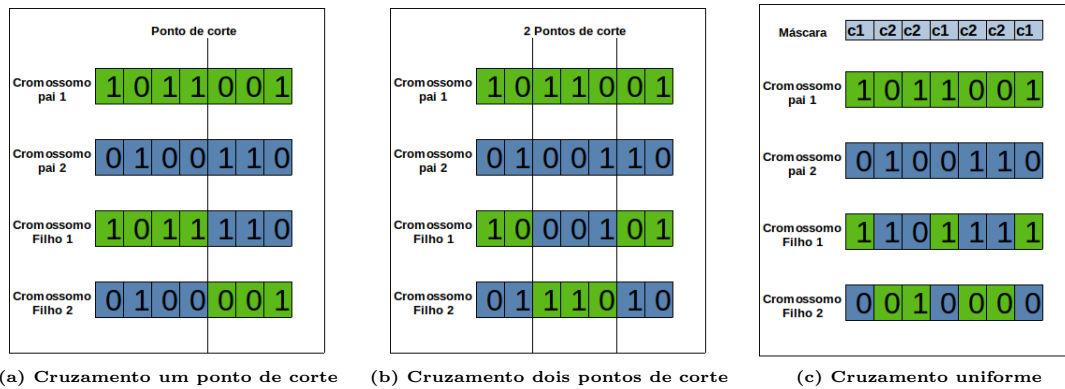 Ponto de corte
Cromossomo pai 1
1 0 1 1 0 0 1
Cromossomo pai 2
0 1 0 0 1 1 0
Cromossomo Filho 1
1 0 1 1 1 1 0
Cromossomo Filho 2
0 1 0 0 0 0 1
(a) Cruzamento um ponto de corte
2 Pontos de corte
Cromossomo pai 1
1 0 1 1 0 0 1
Cromossomo pai 2
0 1 0 0 1 1 0
Cromossomo Filho 1
1 0 0 0 1 0 1
Cromossomo Filho 2
0 1 1 1 0 1 0
(b) Cruzamento dois pontos de corte
Máscara
c1 c2 c2 c1 c2 c2 c1
Cromossomo pai 1
1 0 1 1 0 0 1
Cromossomo pai 2
0 1 0 0 1 1 0
Cromossomo Filho 1
1 1 0 1 1 1 1
Cromossomo Filho 2
0 0 1 0 0 0 0
(c) Cruzamento uniforme